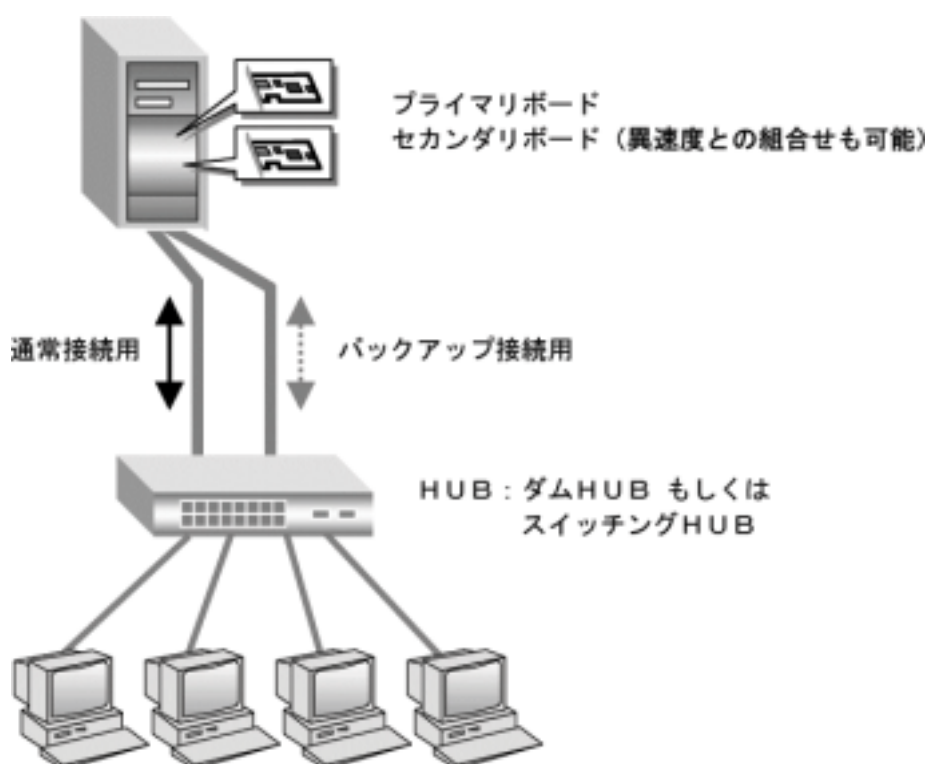 プライマリボード
セカンダリボード（異速度との組合せも可能）
通常接続用
バックアップ接続用
ＨＵＢ：ダムＨＵＢ もしくは
スイッチングＨＵＢ